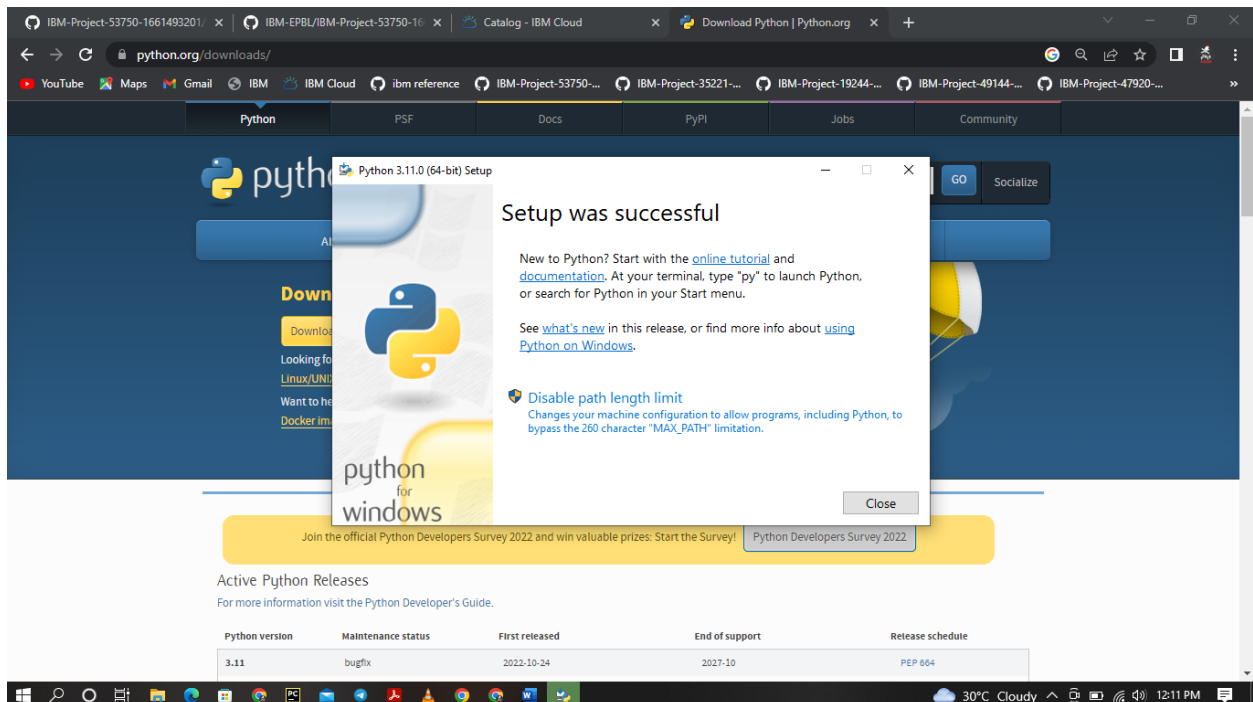 IBM-Project-53750-1661493201/
IBM-EPBL/IBM-Project-53750-16
Catalog - IBM Cloud
Download Python | Python.org
python.org/downloads/
YouTube
Maps
Gmail
IBM
IBM Cloud
ibm reference
IBM-Project-53750-...
IBM-Project-35221-...
IBM-Project-19244-...
IBM-Project-49144-...
IBM-Project-47920-...
Python
PSF
Docs
PyPI
Jobs
Community
GO
Socialize
Python 3.11.0 (64-bit) Setup
Setup was successful
New to Python? Start with the online tutorial and
documentation. At your terminal, type "py" to launch Python,
or search for Python in your Start menu.
See what's new in this release, or find more info about using
Python on Windows.
Disable path length limit
Changes your machine configuration to allow programs, including Python, to
bypass the 260 character "MAX_PATH" limitation.
python
for
windows
Close
Looking fo
Linux/UNI
Want to he
Docker im
Join the official Python Developers Survey 2022 and win valuable prizes: Start the Survey!
Python Developers Survey 2022
Active Python Releases
For more information visit the Python Developer's Guide.
Python version
Maintenance status
First released
End of support
Release schedule
3.11
bugfix
2022-10-24
2027-10
PEP 664
30°C Cloudy
12:11 PM